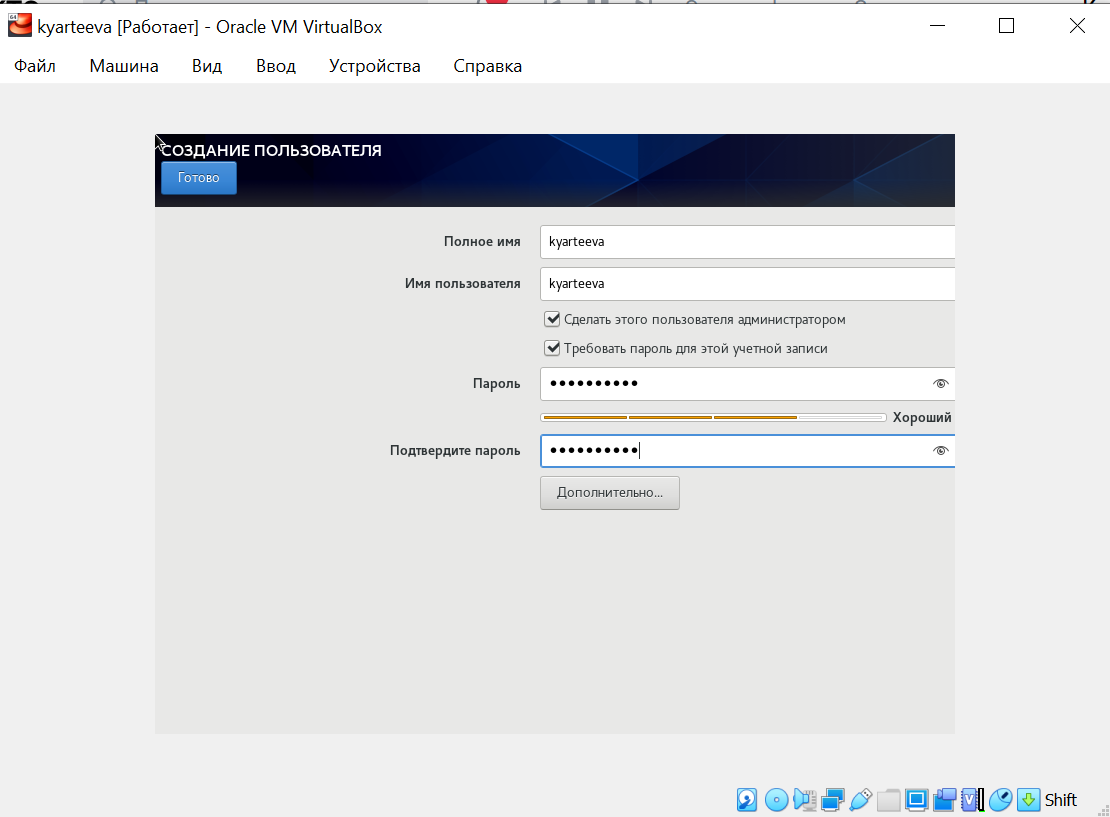 kyarteeva [Работает] - Oracle VM VirtualBox
Файл Машина Вид Ввод Устройства Справка
СОЗДАНИЕ ПОЛЬЗОВАТЕЛЯ
Готово
Полное имя kyarteeva
Имя пользователя kyarteeva
Сделать этого пользователя администратором
Требовать пароль для этой учетной записи
Пароль ••••••••••
Хороший
Подтвердите пароль ••••••••••
Дополнительно...
Shift